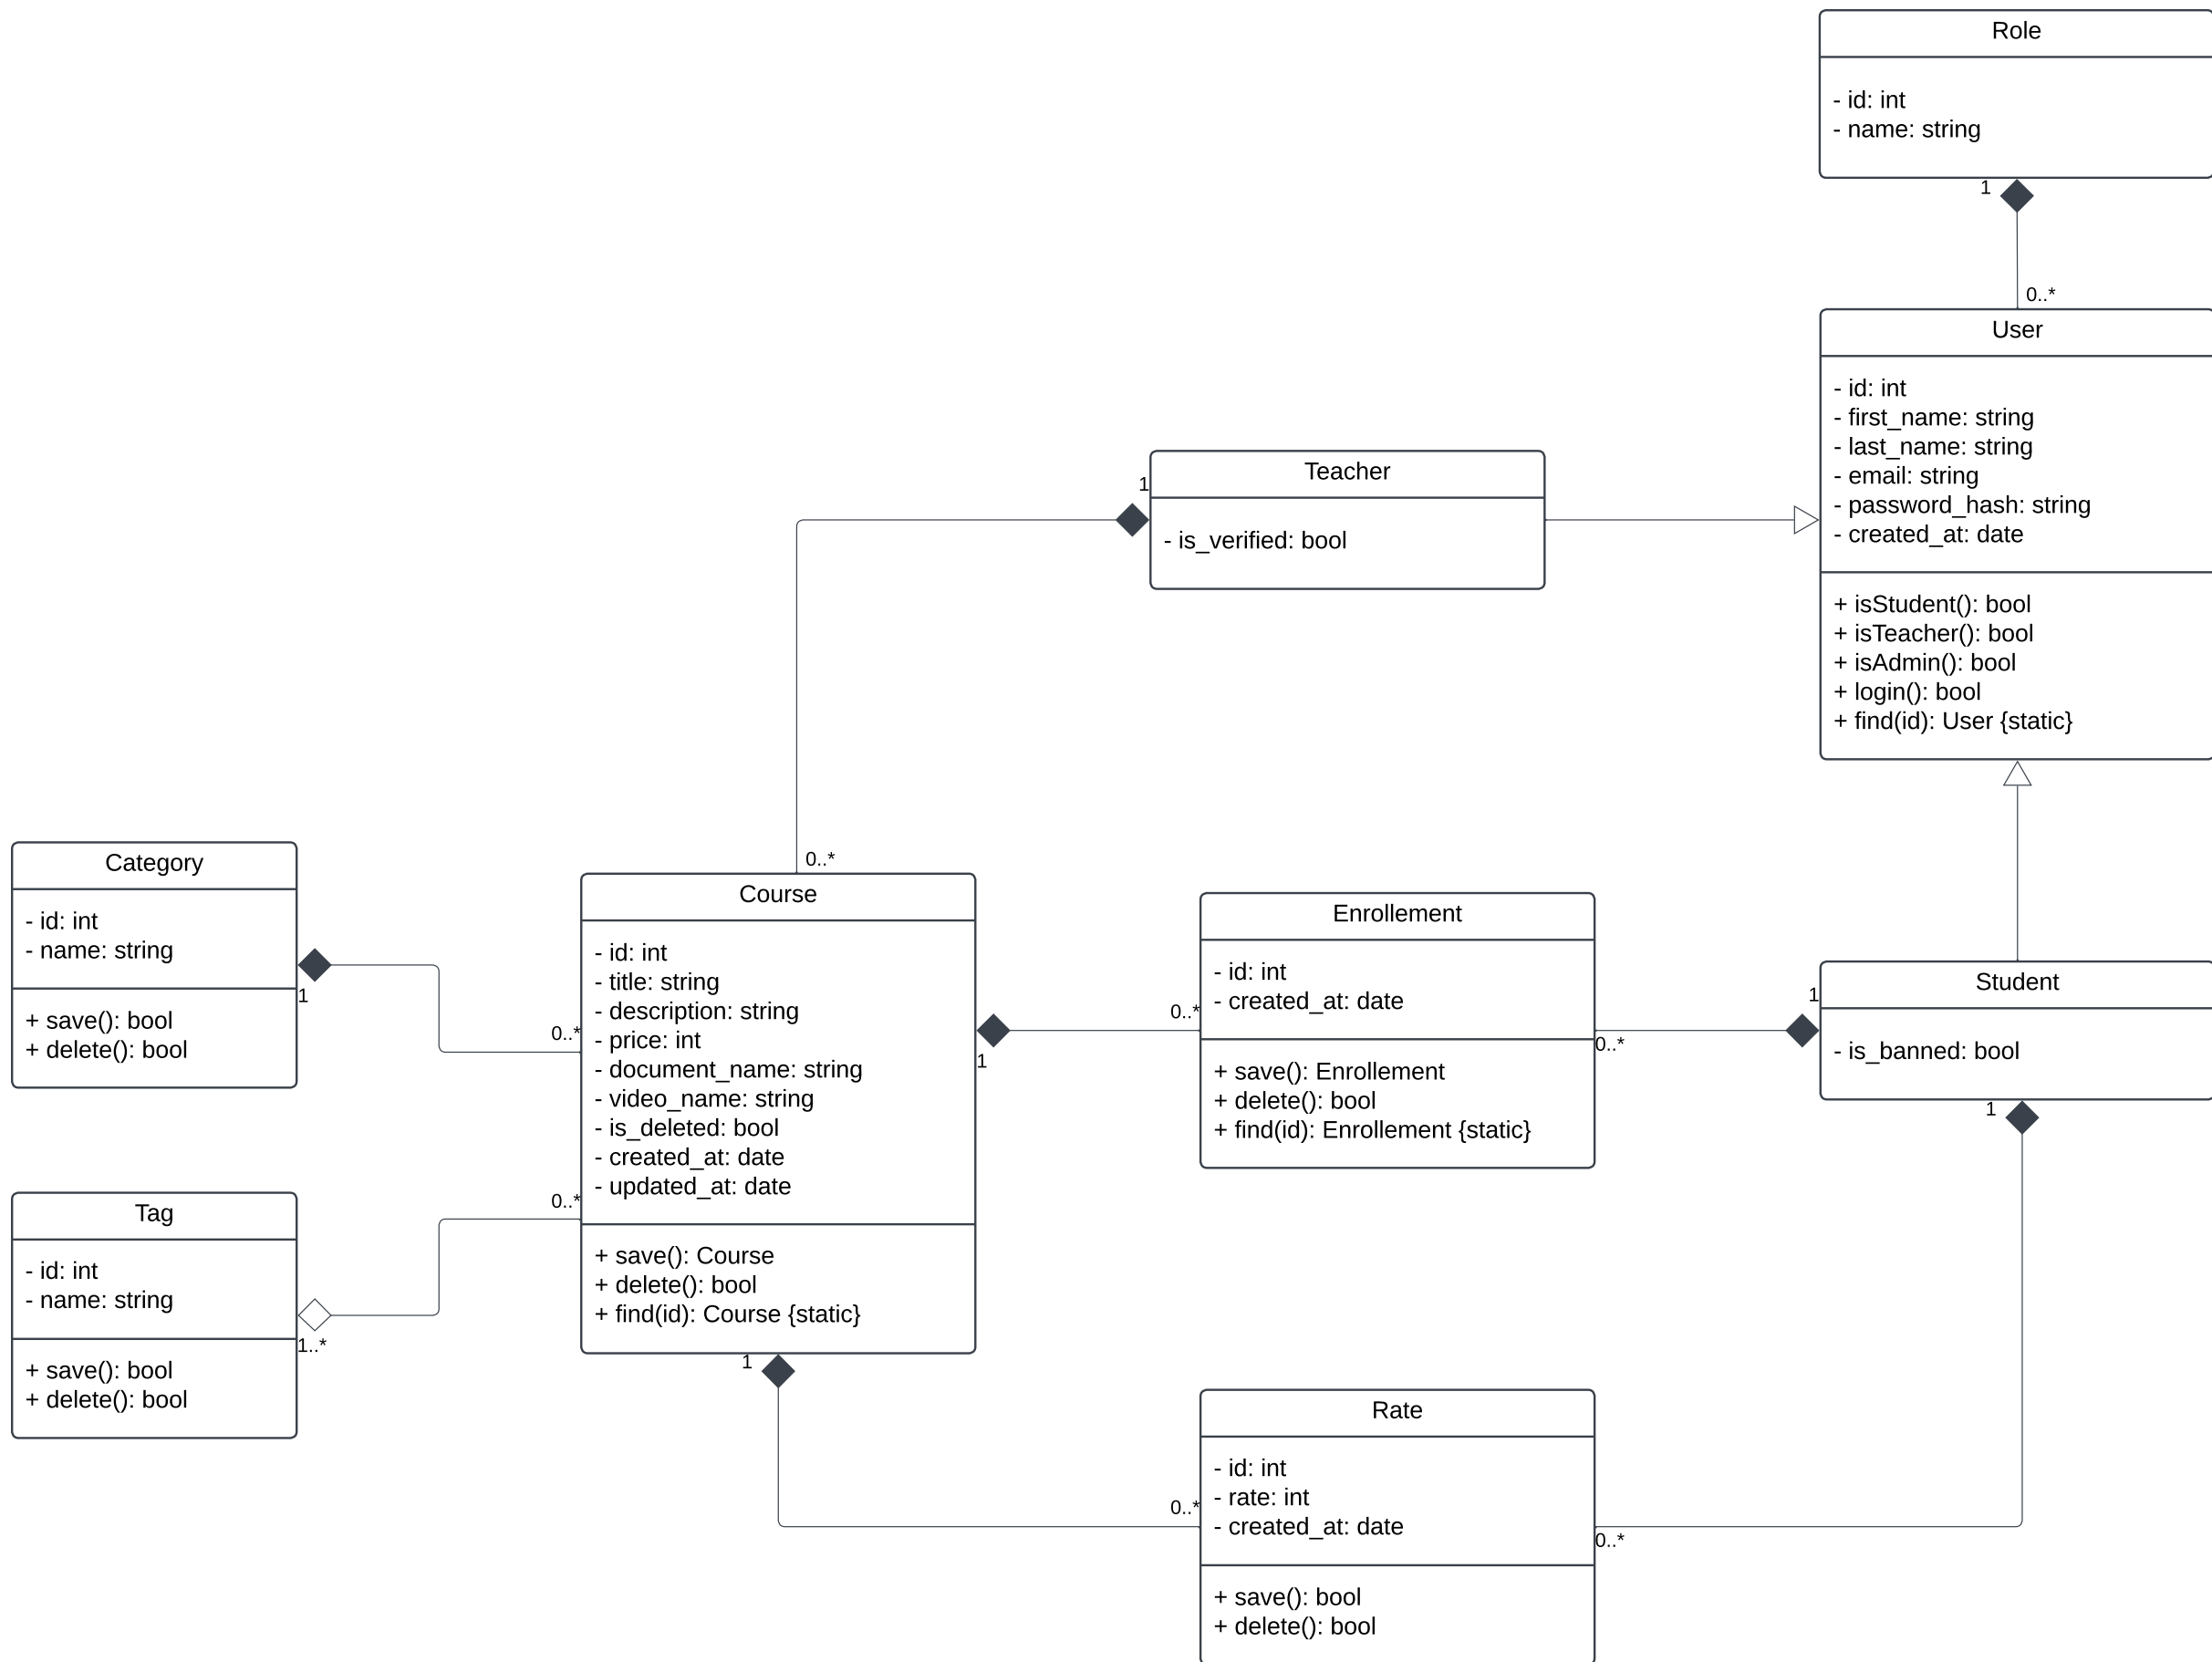 Role
- id: int
- name: string
1
0..*
User
- id: int
- first_name: string
- last_name: string
- email: string
- password_hash: string
- created_at: date
+ isStudent(): bool
+ isTeacher(): bool
+ isAdmin(): bool
+ login(): bool
+ find(id): User {static}
Teacher
- is_verified: bool
1
0..*
Category
- id: int
- name: string
+ save(): bool
+ delete(): bool
1
0..*
Course
- id: int
- title: string
- description: string
- price: int
- document_name: string
- video_name: string
- is_deleted: bool
- created_at: date
- updated_at: date
+ save(): Course
+ delete(): bool
+ find(id): Course {static}
1
0..*
Enrollement
- id: int
- created_at: date
+ save(): Enrollement
+ delete(): bool
+ find(id): Enrollement {static}
0..*
1
Student
- is_banned: bool
1
Tag
- id: int
- name: string
+ save(): bool
+ delete(): bool
1..*
0..*
1
0..*
Rate
- id: int
- rate: int
- created_at: date
+ save(): bool
+ delete(): bool
0..*